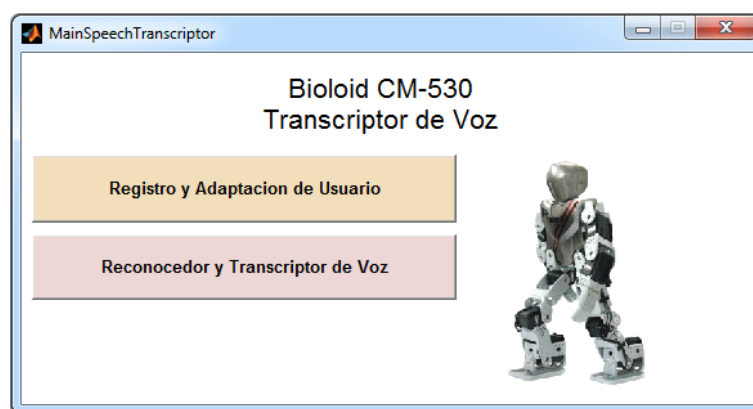 MainSpeechTranscriptor
Bioloid CM-530
Transcriptor de Voz
Registro y Adaptacion de Usuario
Reconocedor y Transcriptor de Voz